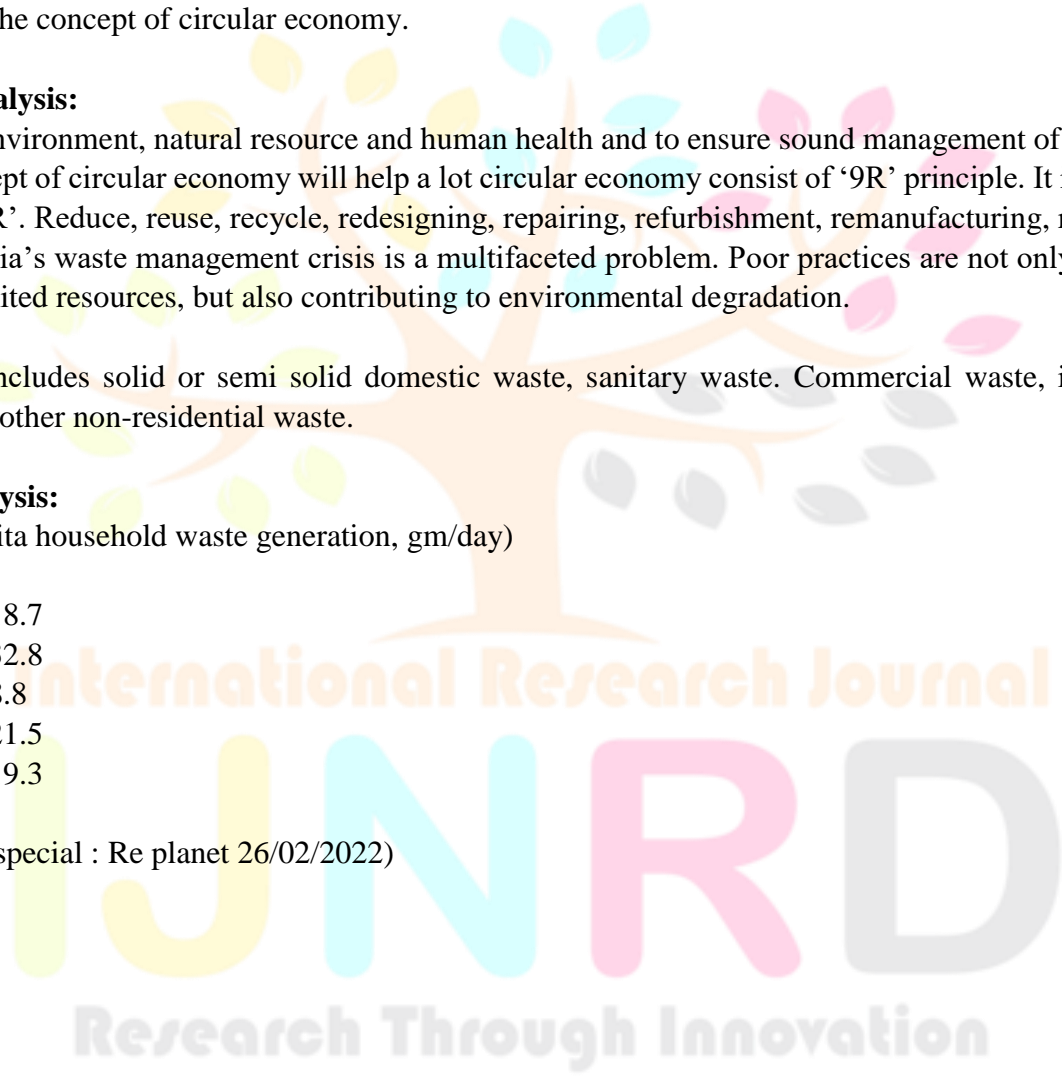 he concept of circular economy.
alysis:
nvironment, natural resource and human health and to ensure sound management of
ept of circular economy will help a lot circular economy consist of ‘9R’ principle. It
R’. Reduce, reuse, recycle, redesigning, repairing, refurbishment, remanufacturing,
ia’s waste management crisis is a multifaceted problem. Poor practices are not only
ited resources, but also contributing to environmental degradation.
ncludes solid or semi solid domestic waste, sanitary waste. Commercial waste,
other non-residential waste.
ysis:
ita household waste generation, gm/day)
8.7
32.8
8.8
21.5
9.3
special : Re planet 26/02/2022)
International Research Journal
IJNRD
Research Through Innovation